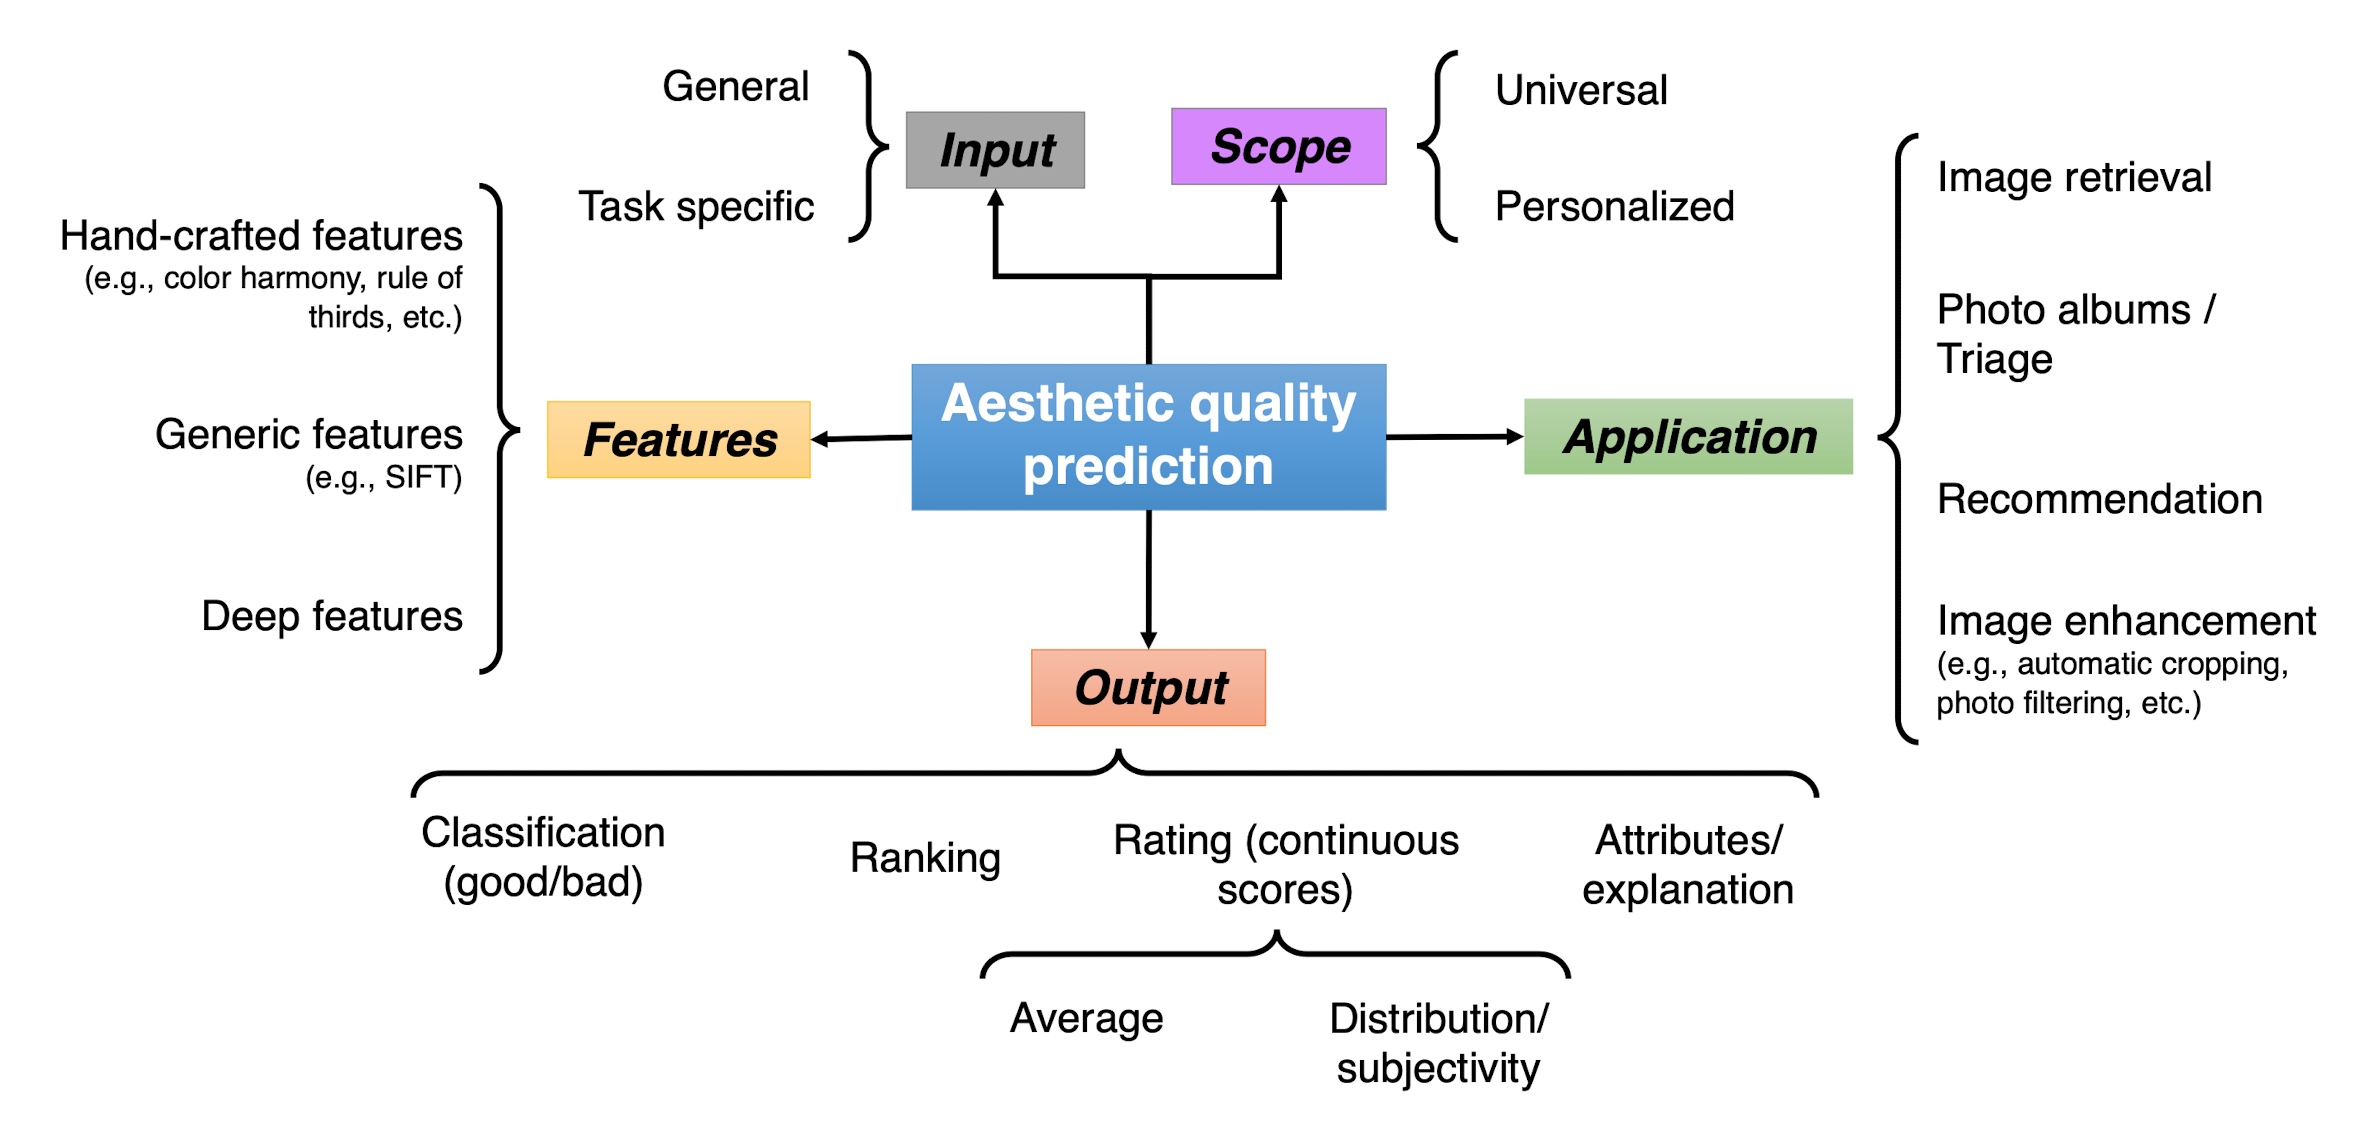 General
Task specific
Input
Scope
Universal
Personalized
Hand-crafted features
(e.g., color harmony, rule of
thirds, etc.)
Generic features
(e.g., SIFT)
Deep features
Features
Aesthetic quality
prediction
Application
Image retrieval
Photo albums /
Triage
Recommendation
Image enhancement
(e.g., automatic cropping,
photo filtering, etc.)
Output
Classification
(good/bad)
Ranking
Rating (continuous
scores)
Attributes/
explanation
Average
Distribution/
subjectivity